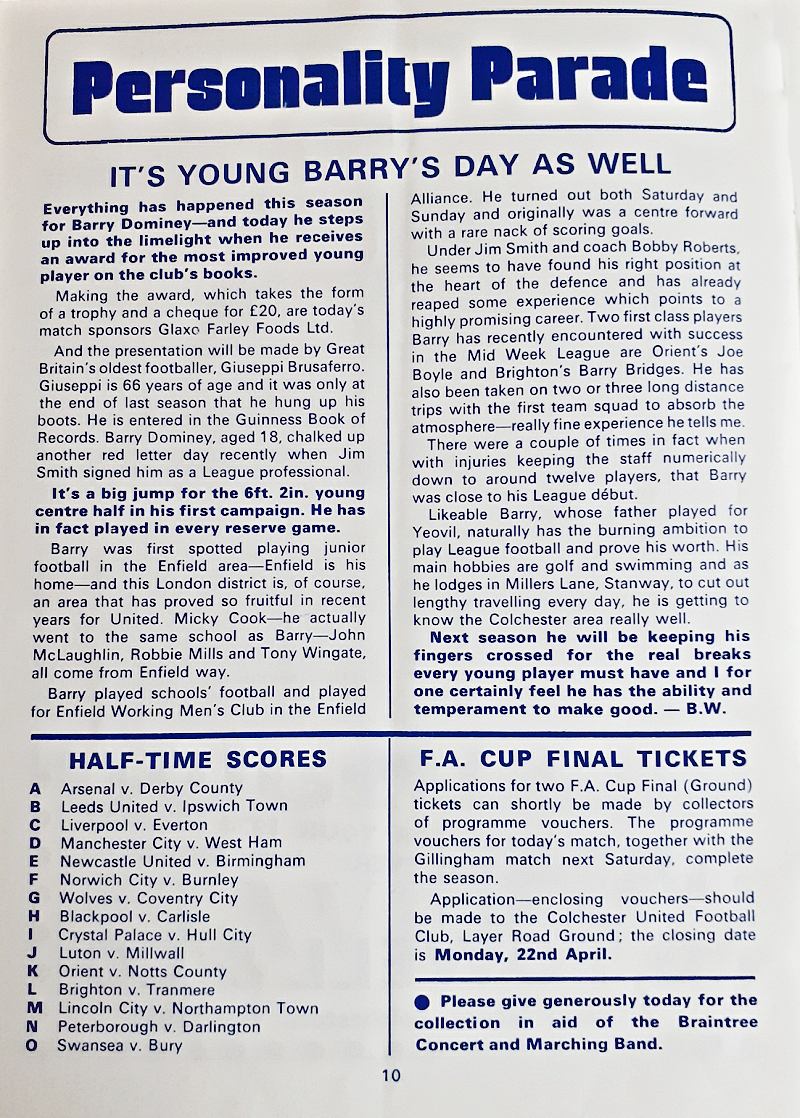 Personality Parade
IT'S YOUNG BARRY'S DAY AS WELL
Everything has happened this season
for Barry Dominey—and today he steps
up into the limelight when he receives
an award for the most improved young
player on the club's books.
Making the award, which takes the form
of a trophy and a cheque for £20, are today's
match sponsors Glaxo Farley Foods Ltd.
And the presentation will be made by Great
Britain's oldest footballer, Giuseppi Brusaferro.
Giuseppi is 66 years of age and it was only at
the end of last season that he hung up his
boots. He is entered in the Guinness Book of
Records. Barry Dominey, aged 18, chalked up
another red letter day recently when Jim
Smith signed him as a League professional.
It's a big jump for the 6ft. 2in. young
centre half in his first campaign. He has
in fact played in every reserve game.
Barry was first spotted playing junior
football in the Enfield area—Enfield is his
home—and this London district is, of course,
an area that has proved so fruitful in recent
years for United. Micky Cook—he actually
went to the same school as Barry—John
McLaughlin, Robbie Mills and Tony Wingate,
all come from Enfield way.
Barry played schools' football and played
for Enfield Working Men's Club in the Enfield
Alliance. He turned out both Saturday and
Sunday and originally was a centre forward
with a rare nack of scoring goals.
Under Jim Smith and coach Bobby Roberts,
he seems to have found his right position at
the heart of the defence and has already
reaped some experience which points to a
highly promising career. Two first class players
Barry has recently encountered with success
in the Mid Week League are Orient's Joe
Boyle and Brighton's Barry Bridges. He has
also been taken on two or three long distance
trips with the first team squad to absorb the
atmosphere—really fine experience he tells me.
There were a couple of times in fact when
with injuries keeping the staff numerically
down to around twelve players, that Barry
was close to his League début.
Likeable Barry, whose father played for
Yeovil, naturally has the burning ambition to
play League football and prove his worth. His
main hobbies are golf and swimming and as
he lodges in Millers Lane, Stanway, to cut out
lengthy travelling every day, he is getting to
know the Colchester area really well.
Next season he will be keeping his
fingers crossed for the real breaks
every young player must have and I for
one certainly feel he has the ability and
temperament to make good. — B.W.
HALF-TIME SCORES
A Arsenal v. Derby County
B Leeds United v. Ipswich Town
C Liverpool v. Everton
D Manchester City v. West Ham
E Newcastle United v. Birmingham
F Norwich City v. Burnley
G Wolves v. Coventry City
H Blackpool v. Carlisle
I Crystal Palace v. Hull City
J Luton v. Millwall
K Orient v. Notts County
L Brighton v. Tranmere
M Lincoln City v. Northampton Town
N Peterborough v. Darlington
O Swansea v. Bury
F.A. CUP FINAL TICKETS
Applications for two F.A. Cup Final (Ground)
tickets can shortly be made by collectors
of programme vouchers. The programme
vouchers for today's match, together with the
Gillingham match next Saturday, complete
the season.
Application—enclosing vouchers—should
be made to the Colchester United Football
Club, Layer Road Ground; the closing date
is Monday, 22nd April.
● Please give generously today for the
collection in aid of the Braintree
Concert and Marching Band.
10